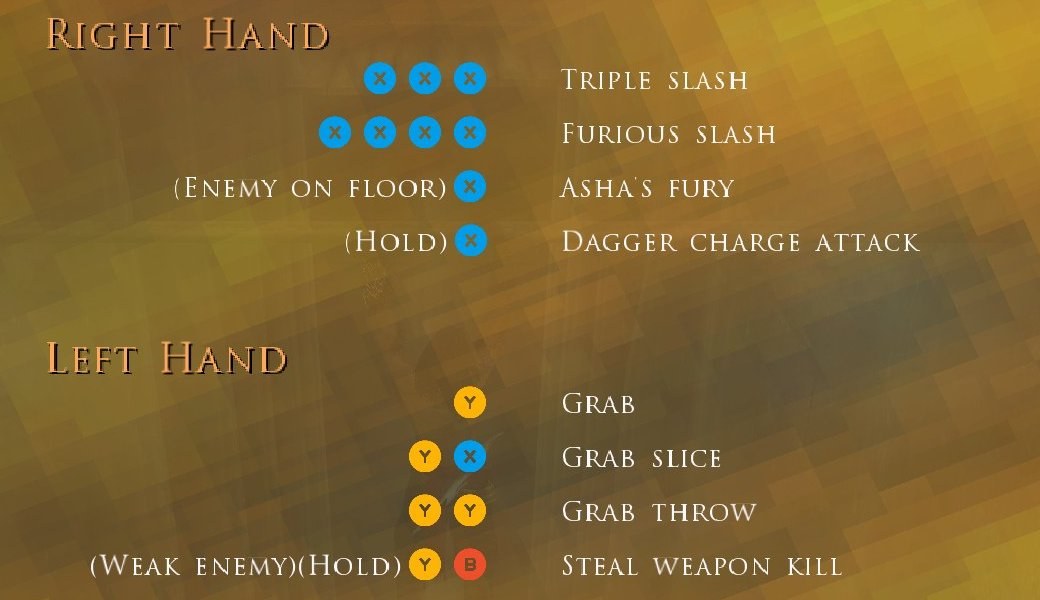 Right Hand
X X X Triple slash
X X X X Furious slash
(Enemy on floor) X Asha's fury
(Hold) X Dagger charge attack
Left Hand
Y Grab
Y X Grab slice
Y Y Grab throw
(Weak enemy)(Hold) Y B Steal weapon kill